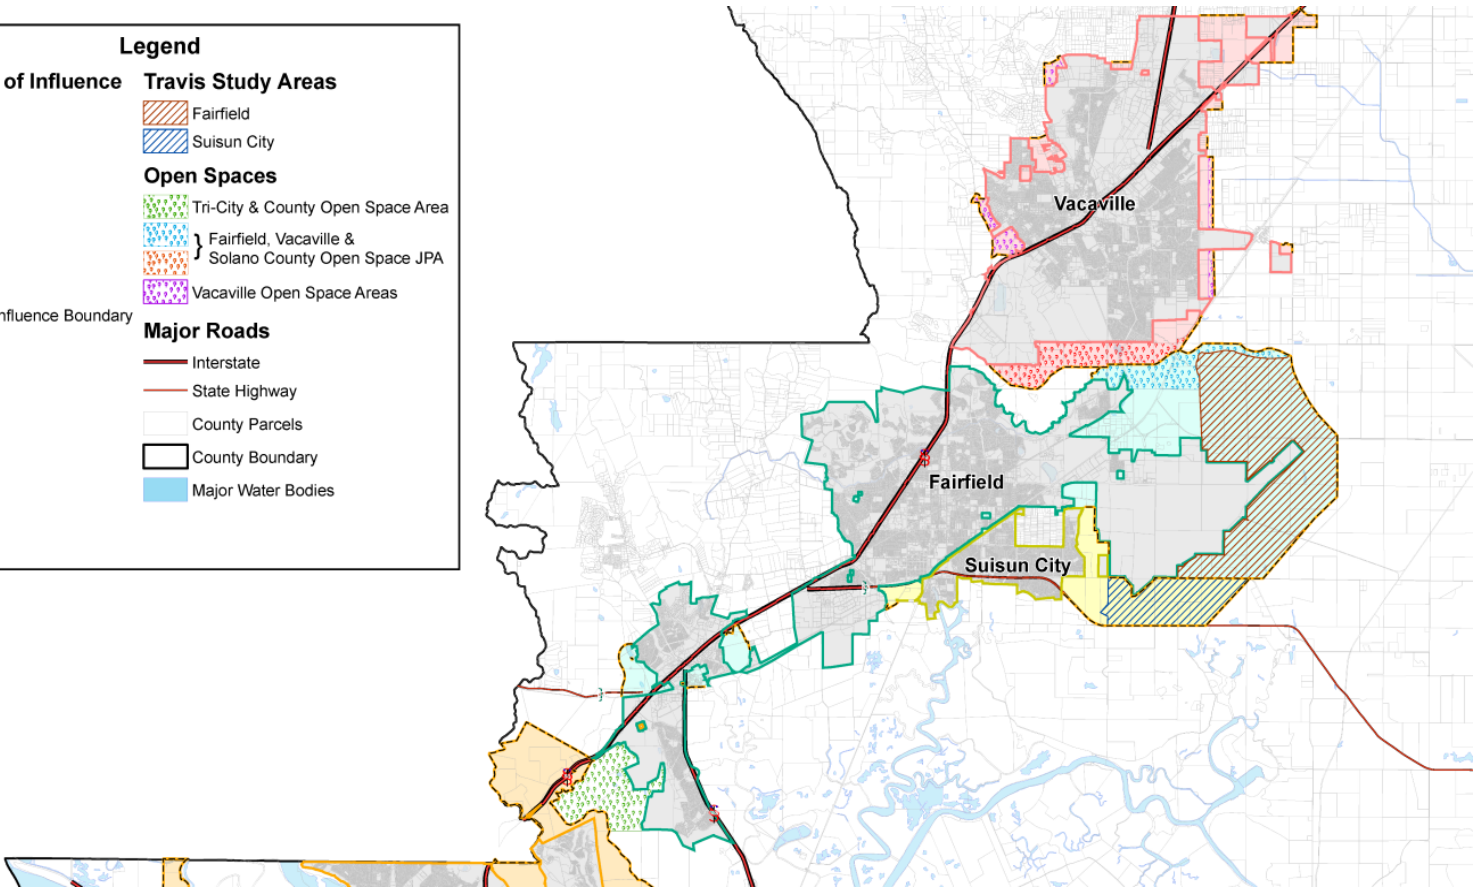 Legend
of Influence
Travis Study Areas
Fairfield
Suisun City
Open Spaces
Tri-City & County Open Space Area
} Fairfield, Vacaville &
Solano County Open Space JPA
Vacaville Open Space Areas
nfluence Boundary
Major Roads
Interstate
State Highway
County Parcels
County Boundary
Major Water Bodies
Vacaville
Fairfield
Suisun City